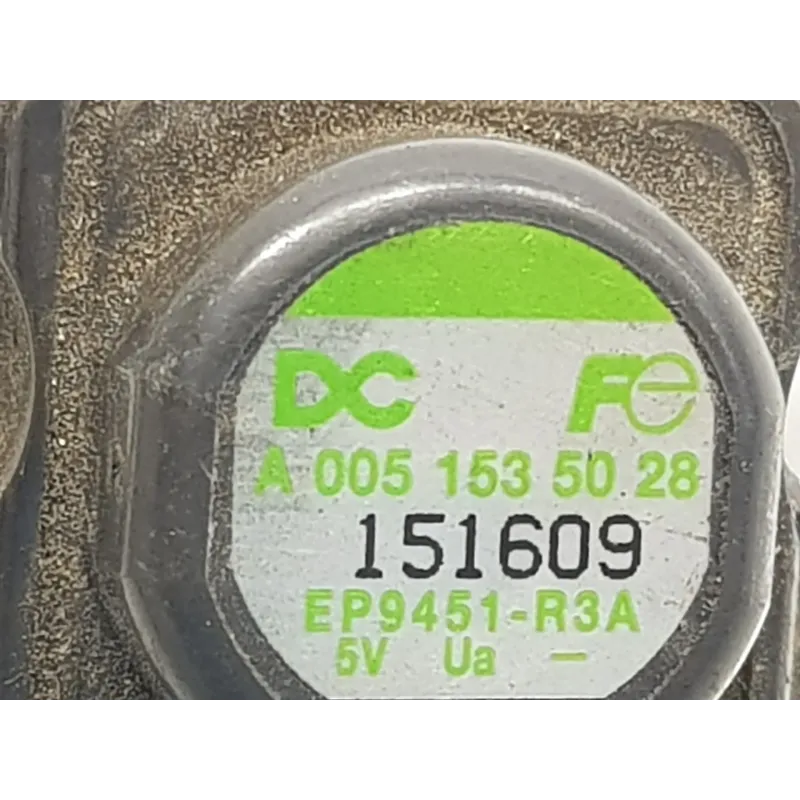 DC Fe
A 005 153 50 28
151609
EP9451-R3A
5V Ua —